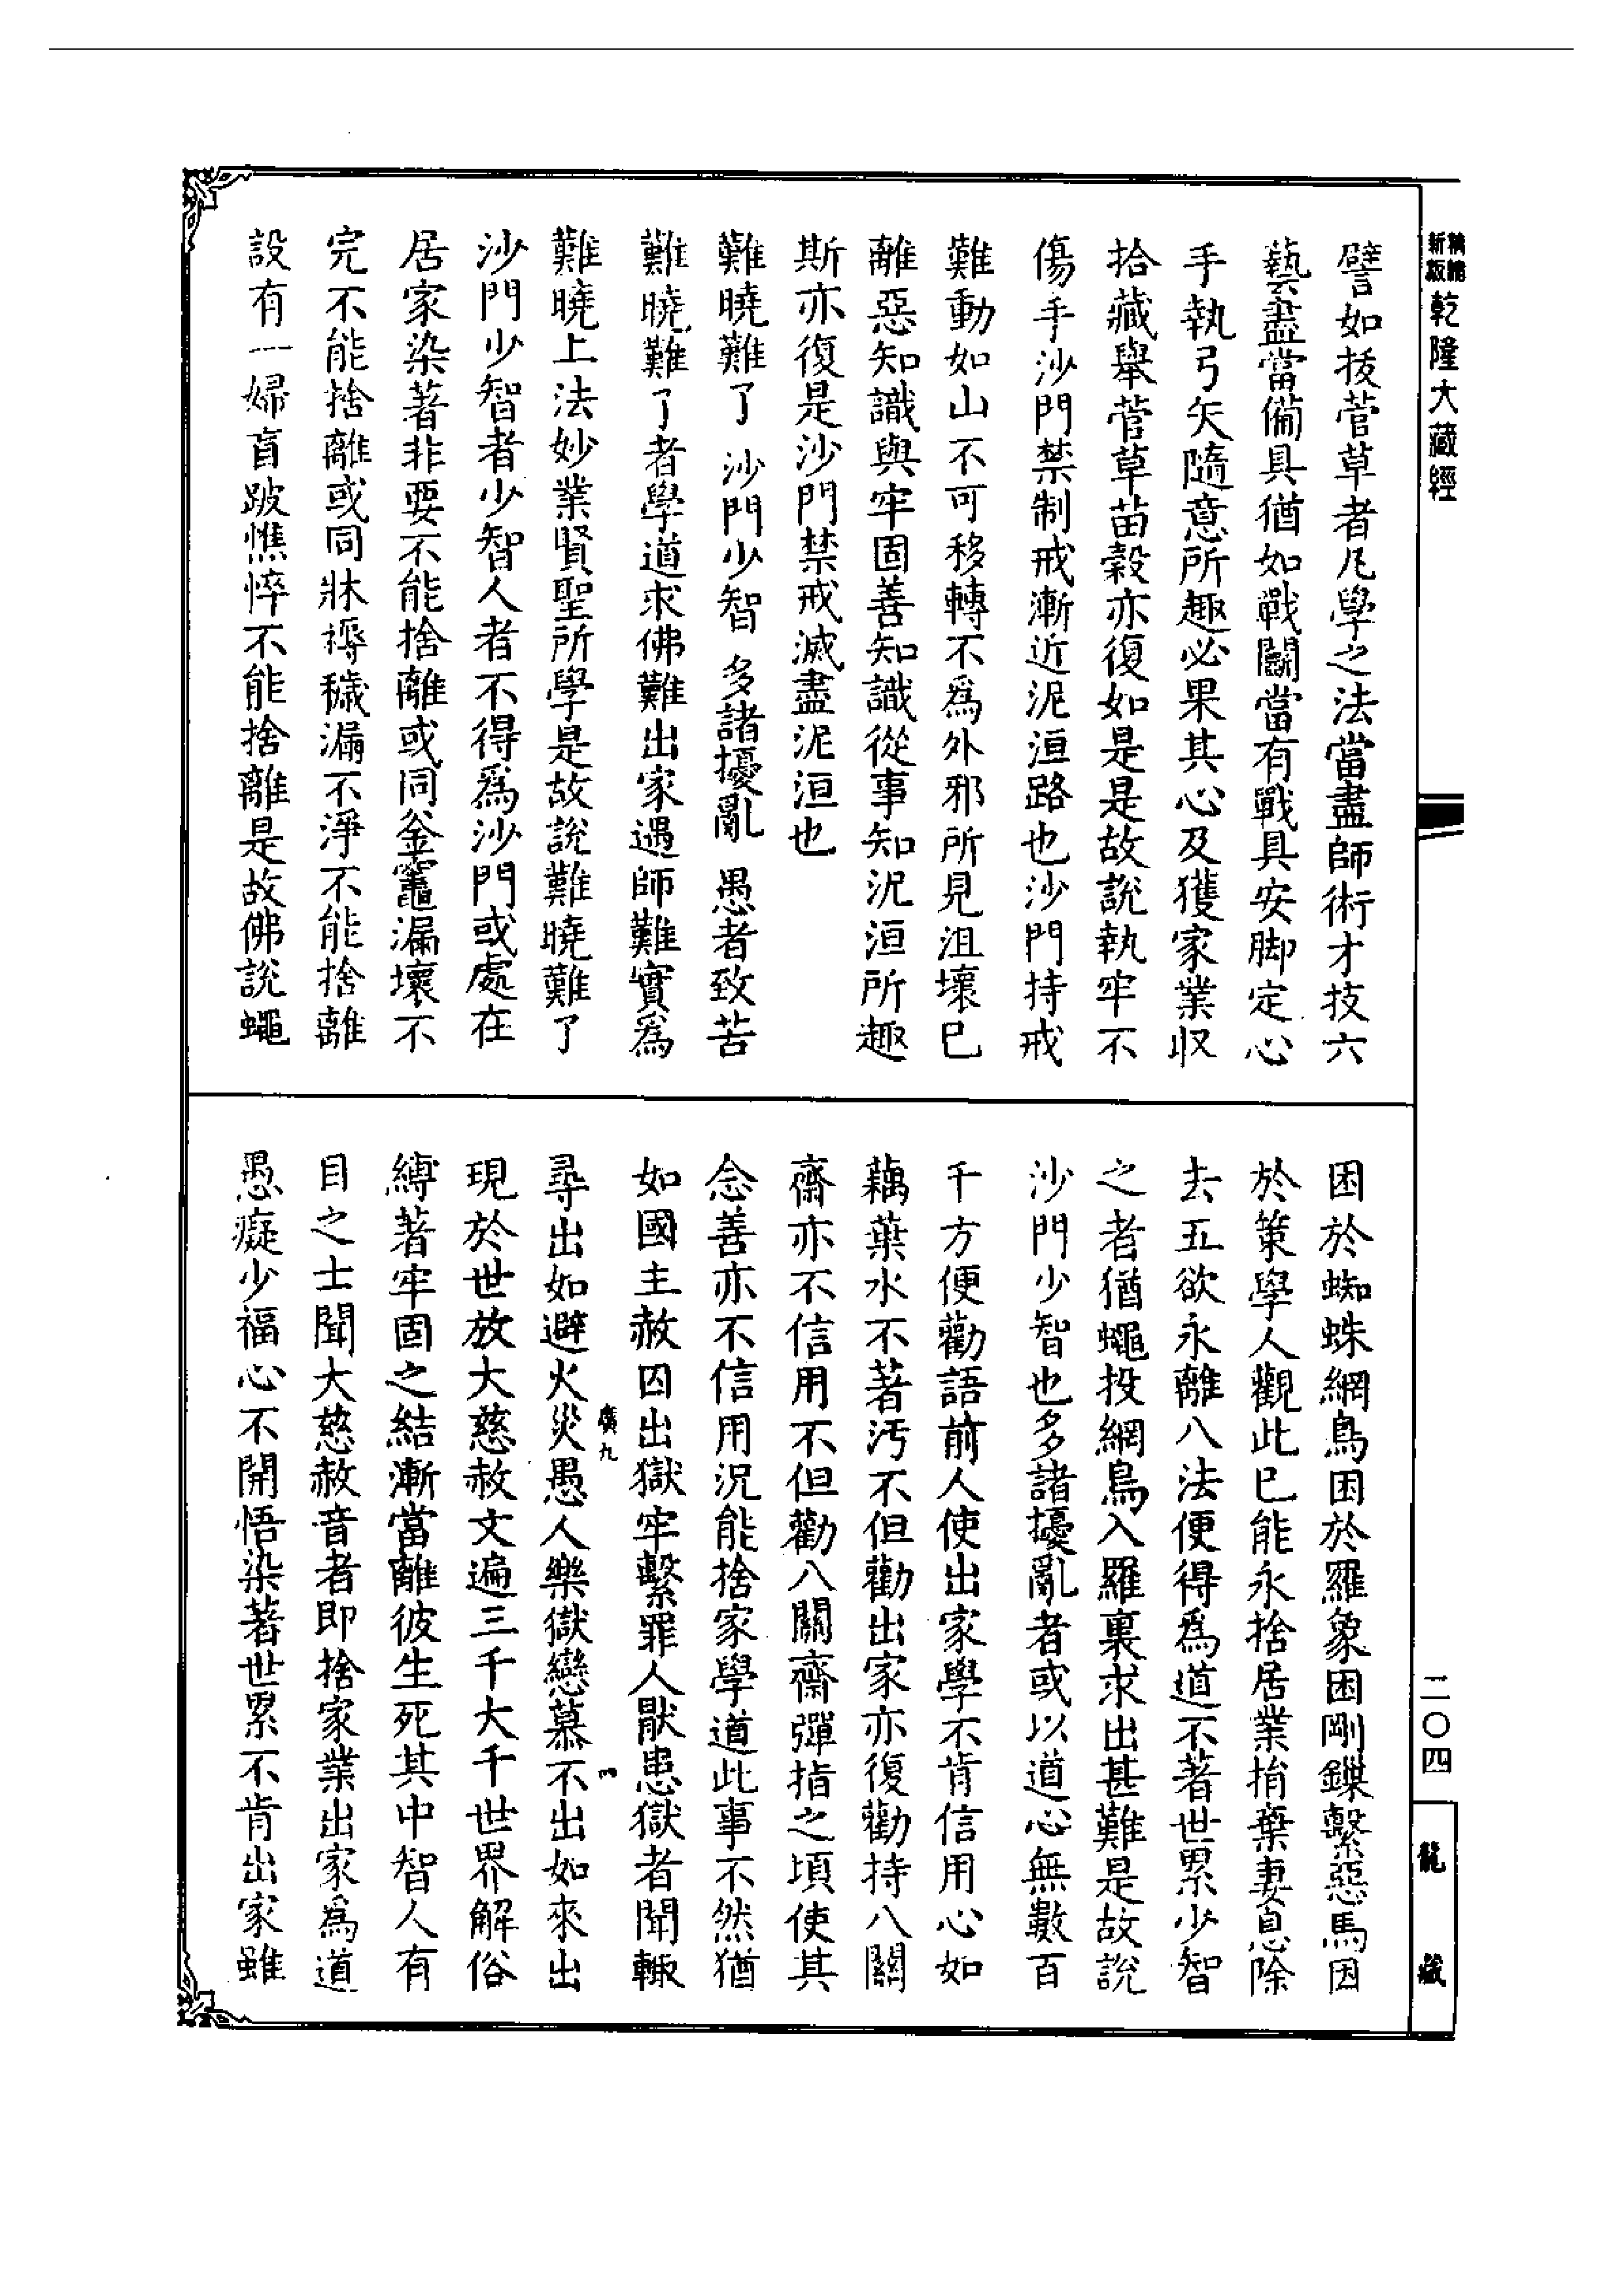 精繕新版乾隆大藏經
譬如拔菅草者凡學之法當盡師術才技六
藝盡當備具猶如戰鬬當有戰具安脚定心
手執弓矢隨意所趣必果其心及獲家業収
拾藏舉菅草苗穀亦復如是是故說執牢不
傷手沙門禁制戒漸近泥洹路也沙門持戒
難動如山不可移轉不爲外邪所見沮壞已
離惡知識與牢固善知識從事知況洹所趣
斯亦復是沙門禁戒滅盡泥洹也
難曉難了 沙門少智 多諸擾亂 愚者致苦
難曉難了者學道求佛難出家遇師難實爲
難曉上法妙業賢聖所學是故說難曉難了
沙門少智者少智人者不得爲沙門或處在
居家染著非要不能捨離或同釜竈漏壞不
完不能捨離或同牀褥穢漏不淨不能捨離
設有一婦盲跛憔悴不能捨離是故佛說蠅
困於蜘蛛網鳥困於羅象困剛鏁繫惡馬因
於策學人觀此已能永捨居業捐棄妻息除
去五欲永離八法便得爲道不著世累少智
之者猶蠅投網鳥入羅裏求出甚難是故說
沙門少智也多諸擾亂者或以道心無數百
千方便勸語前人使出家學不肯信用心如
藕葉水不著汚不但勸出家亦復勸持八關
齋亦不信用不但勸八關齋彈指之頃使其
念善亦不信用況能捨家學道此事不然猶
如國主赦囚出獄牢繫罪人厭患獄者聞輙
廣九
尋出如避火災愚人樂獄戀慕不出如來出
現於世放大慈赦文遍三千大千世界解俗
縛著牢固之結漸當離彼生死其中智人有
目之士聞大慈赦音者即捨家業出家爲道
愚癡少福心不開悟染著世累不肯出家雖
二〇四
龍藏